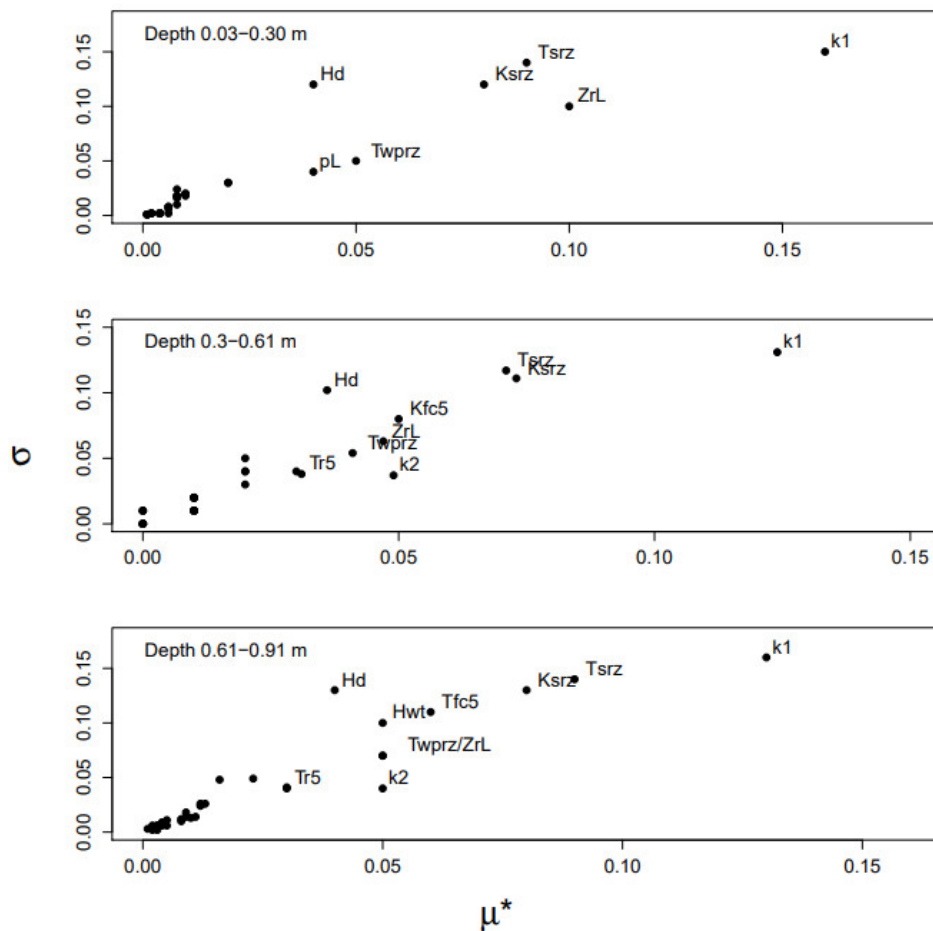 Depth 0.03−0.30 m
k1
Tsrz
Hd
Ksrz
ZrL
Twprz
pL
0.15
0.10
0.05
0.00
0.00 0.05 0.10 0.15
Depth 0.3−0.61 m
k1
Tsrz
Ksrz
Hd
Kfc5
ZrL
Twprz
Tr5
k2
0.15
0.10
0.05
0.00
0.00 0.05 0.10 0.15
σ
Depth 0.61−0.91 m
k1
Tsrz
Ksrz
Hd
Tfc5
Hwt
Twprz/ZrL
Tr5
k2
0.15
0.10
0.05
0.00
0.00 0.05 0.10 0.15
μ*